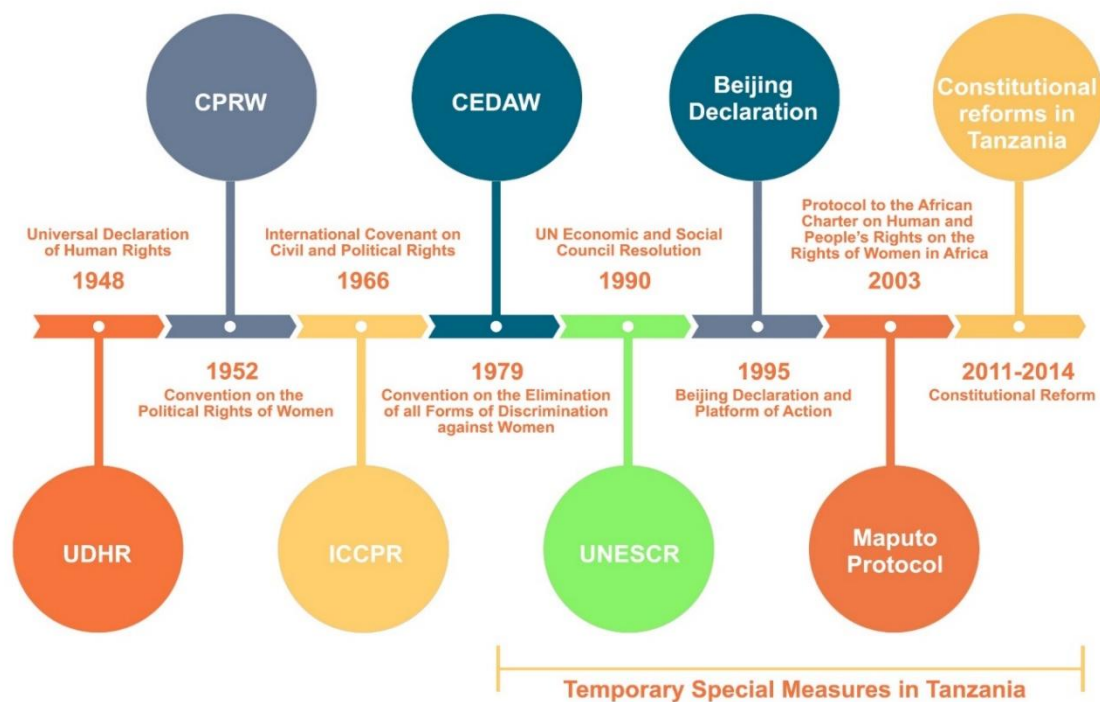 CPRW
CEDAW
Beijing
Declaration
Constitutional
reforms in
Tanzania
Universal Declaration
of Human Rights
1948
International Covenant on
Civil and Political Rights
1966
UN Economic and Social
Council Resolution
1990
Protocol to the African
Charter on Human and
People's Rights on the
Rights of Women in Africa
2003
1952
Convention on the
Political Rights of Women
1979
Convention on the Elimination
of all Forms of Discrimination
against Women
1995
Beijing Declaration and
Platform of Action
2011-2014
Constitutional Reform
UDHR
ICCPR
UNESCR
Maputo
Protocol
Temporary Special Measures in Tanzania